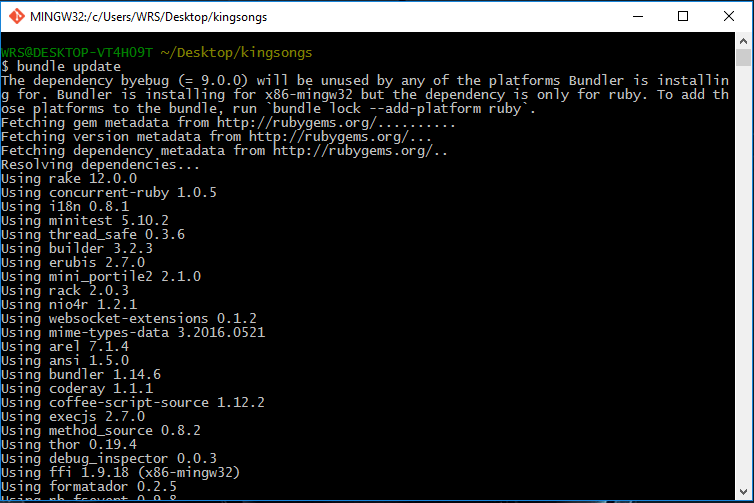 MINGW32:/c/Users/WRS/Desktop/kingsongs
WRS@DESKTOP-VT4HO9T ~/Desktop/kingsongs
$ bundle update
The dependency byebug (= 9.0.0) will be unused by any of the platforms Bundler is installin
g for. Bundler is installing for x86-mingw32 but the dependency is only for ruby. To add th
ose platforms to the bundle, run `bundle lock --add-platform ruby`.
Fetching gem metadata from http://rubygems.org/..........
Fetching version metadata from http://rubygems.org/...
Fetching dependency metadata from http://rubygems.org/..
Resolving dependencies...
Using rake 12.0.0
Using concurrent-ruby 1.0.5
Using i18n 0.8.1
Using minitest 5.10.2
Using thread_safe 0.3.6
Using builder 3.2.3
Using erubis 2.7.0
Using mini_portile2 2.1.0
Using rack 2.0.3
Using nio4r 1.2.1
Using websocket-extensions 0.1.2
Using mime-types-data 3.2016.0521
Using arel 7.1.4
Using ansi 1.5.0
Using bundler 1.14.6
Using coderay 1.1.1
Using coffee-script-source 1.12.2
Using execjs 2.7.0
Using method_source 0.8.2
Using thor 0.19.4
Using debug_inspector 0.0.3
Using ffi 1.9.18 (x86-mingw32)
Using formatador 0.2.5
Using rb-fsevent 0.9.8